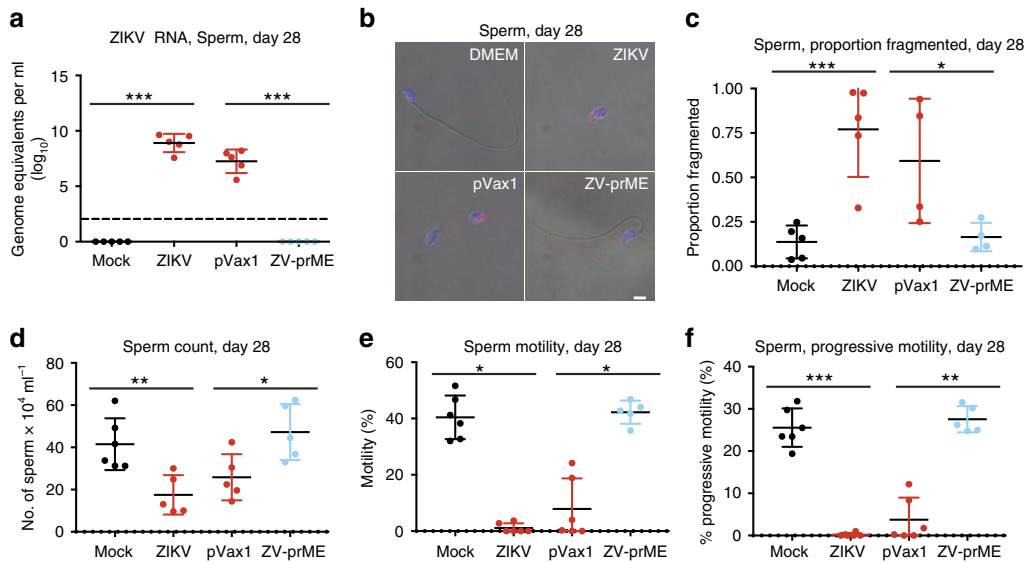 a
ZIKV RNA, Sperm, day 28
Genome equivalents per ml
(log10)
20
15
10
5
0
***
***
Mock
ZIKV
pVax1
ZV-prME
b
Sperm, day 28
DMEM
ZIKV
pVax1
ZV-prME
c
Sperm, proportion fragmented, day 28
Proportion fragmented
1.00
0.75
0.50
0.25
0.00
***
*
Mock
ZIKV
pVax1
ZV-prME
d
Sperm count, day 28
No. of sperm × 10⁴ ml⁻¹
80
60
40
20
0
**
*
Mock
ZIKV
pVax1
ZV-prME
e
Sperm motility, day 28
Motility (%)
60
40
20
0
*
*
Mock
ZIKV
pVax1
ZV-prME
f
Sperm, progressive motility, day 28
% progressive motility (%)
40
30
20
10
0
***
**
Mock
ZIKV
pVax1
ZV-prME